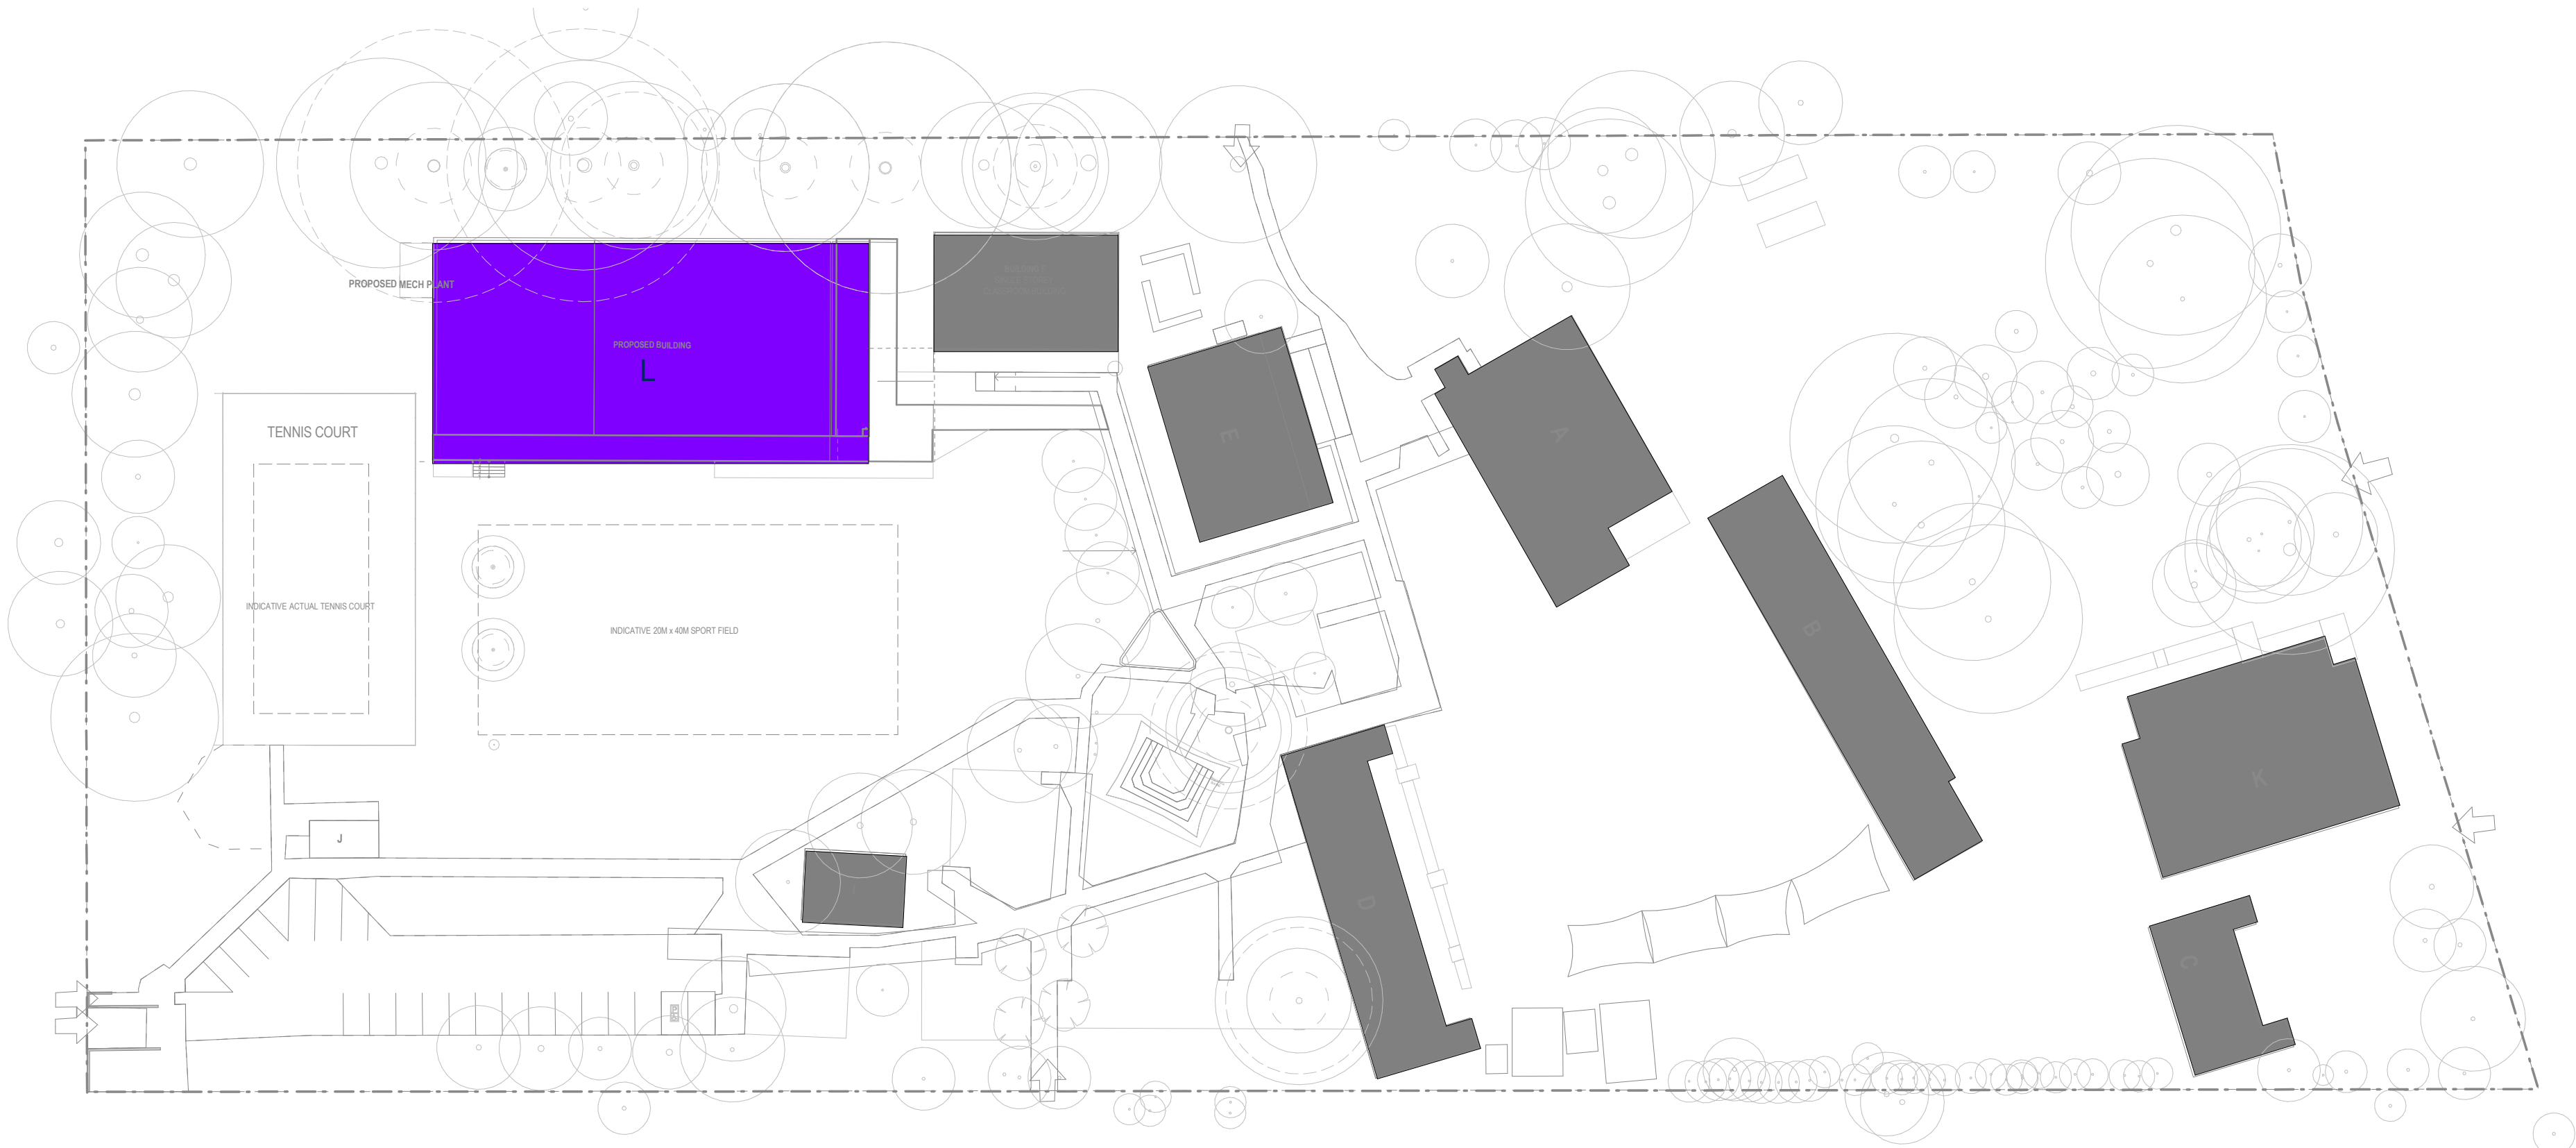 PROPOSED MECH PLANT
PROPOSED BUILDING
L
TENNIS COURT
INDICATIVE ACTUAL TENNIS COURT
INDICATIVE 20M x 40M SPORT FIELD
E
A
B
K
J
D
C